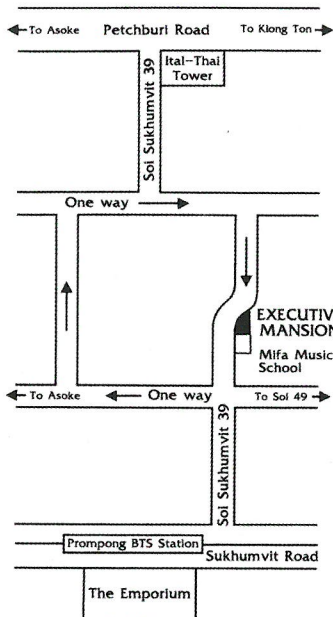 To Asoke
Petchburi Road
To Klong Ton
Soi Sukhumvit 39
Ital-Thai
Tower
One way
EXECUTIV
MANSION
Mifa Music
School
To Asoke
One way
To Soi 49
Soi Sukhumvit 39
Prompong BTS Station
Sukhumvit Road
The Emporium